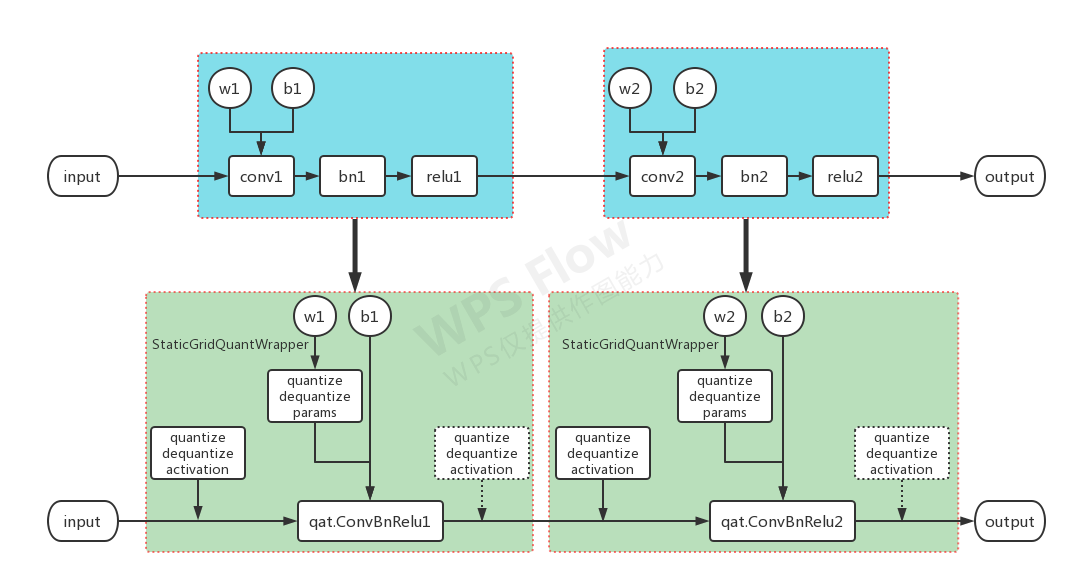 w1
b1
w2
b2
input
conv1
bn1
relu1
conv2
bn2
relu2
output
WPS Flow
WPS仅提供作图能力
w1
b1
w2
b2
StaticGridQuantWrapper
StaticGridQuantWrapper
quantize
dequantize
params
quantize
dequantize
params
quantize
dequantize
activation
quantize
dequantize
activation
quantize
dequantize
activation
quantize
dequantize
activation
input
qat.ConvBnRelu1
qat.ConvBnRelu2
output